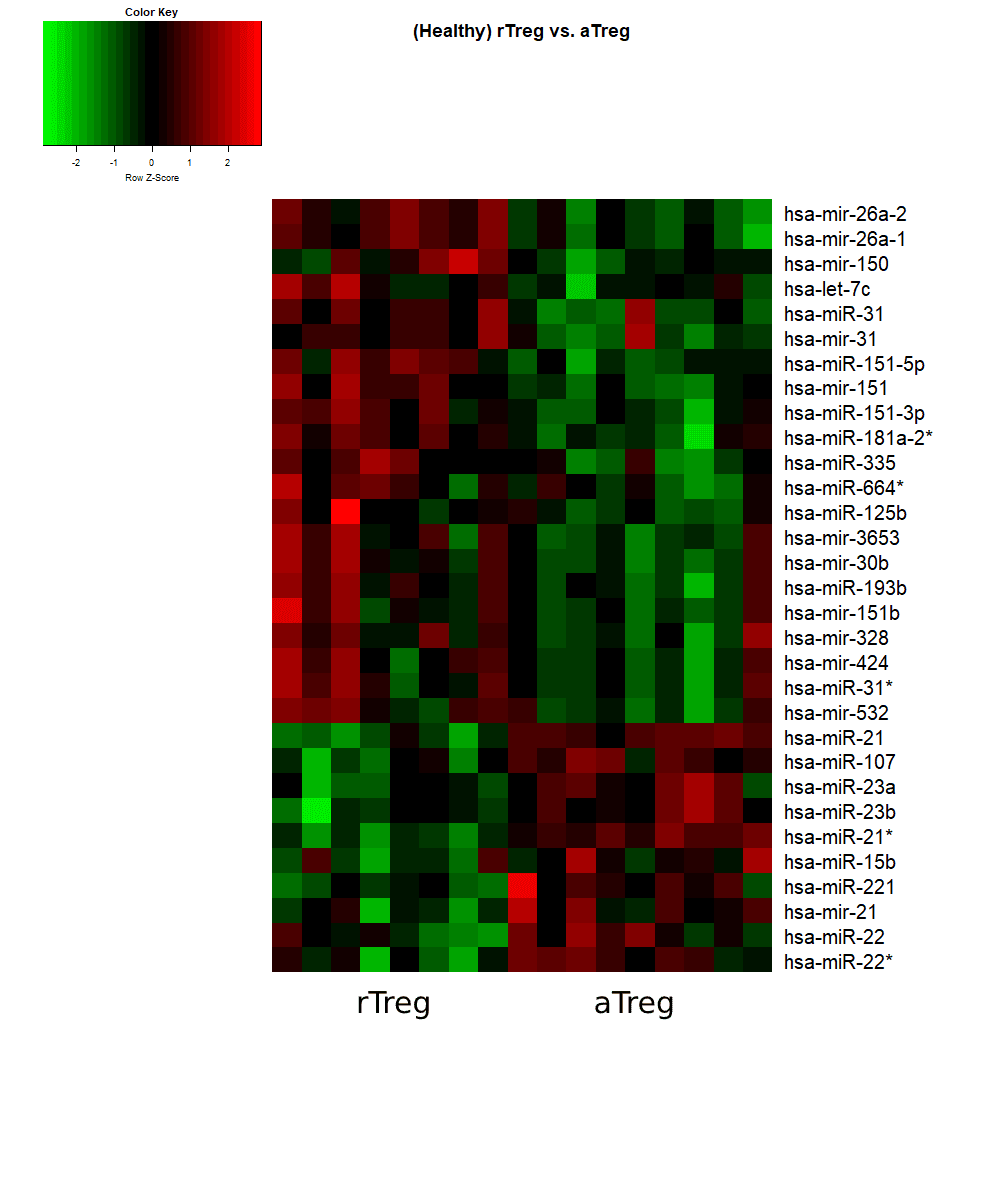 Color Key
(Healthy) rTreg vs. aTreg
-2 -1 0 1 2
Row Z-Score
hsa-mir-26a-2
hsa-mir-26a-1
hsa-mir-150
hsa-let-7c
hsa-miR-31
hsa-mir-31
hsa-miR-151-5p
hsa-mir-151
hsa-miR-151-3p
hsa-miR-181a-2*
hsa-miR-335
hsa-miR-664*
hsa-miR-125b
hsa-mir-3653
hsa-mir-30b
hsa-miR-193b
hsa-mir-151b
hsa-mir-328
hsa-mir-424
hsa-miR-31*
hsa-mir-532
hsa-miR-21
hsa-miR-107
hsa-miR-23a
hsa-miR-23b
hsa-miR-21*
hsa-miR-15b
hsa-miR-221
hsa-mir-21
hsa-miR-22
hsa-miR-22*
rTreg aTreg